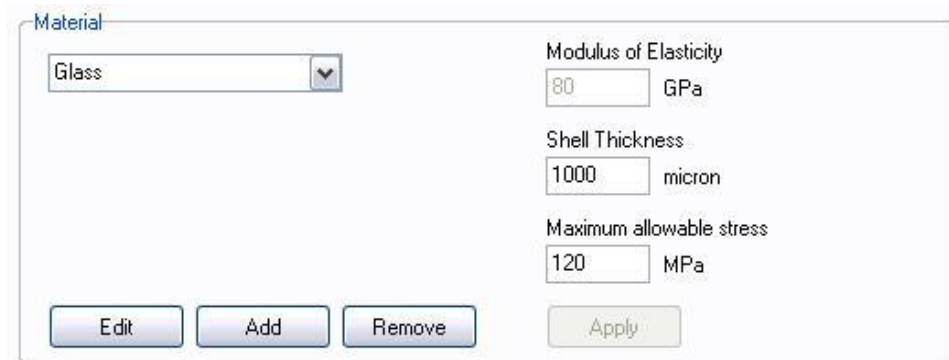 Material
Glass
Modulus of Elasticity
80 GPa
Shell Thickness
1000 micron
Maximum allowable stress
120 MPa
Edit Add Remove Apply